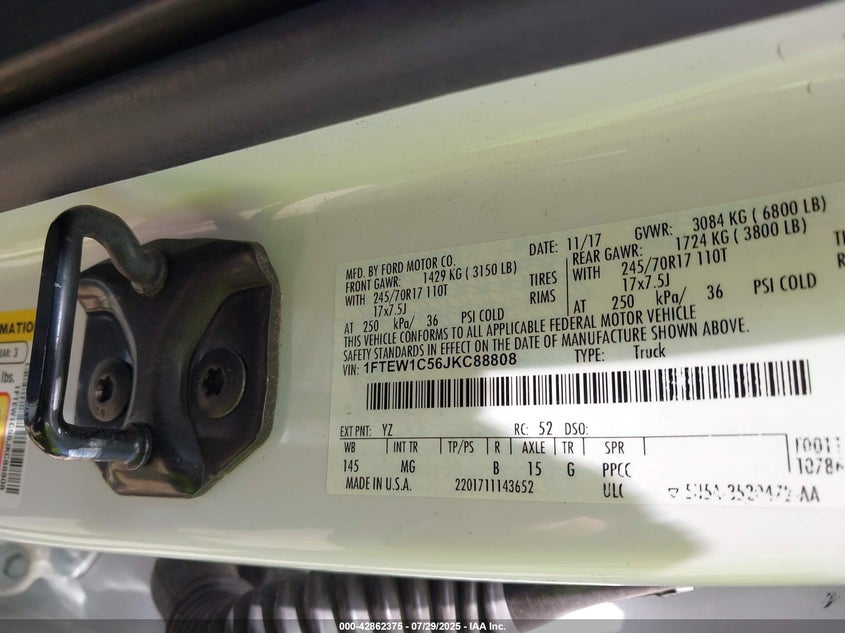 MFD. BY FORD MOTOR CO.
DATE: 11/17
GVWR: 3084 KG ( 6800 LB)
FRONT GAWR: 1429 KG ( 3150 LB)
REAR GAWR: 1724 KG ( 3800 LB)
WITH 245/70R17 110T TIRES
WITH 245/70R17 110T
17x7.5J RIMS
17x7.5J
AT 250 kPa/ 36 PSI COLD
AT 250 kPa/ 36 PSI COLD
THIS VEHICLE CONFORMS TO ALL APPLICABLE FEDERAL MOTOR VEHICLE
SAFETY STANDARDS IN EFFECT ON THE DATE OF MANUFACTURE SHOWN ABOVE.
VIN: 1FTEW1C56JKC88808
TYPE: Truck
EXT PNT: YZ RC: 52 DSO:
WB INT TR TP/PS R AXLE TR SPR
145 MG B 15 G PPCC
MADE IN U.S.A. 2201711143652 ULC
000-42862375 - 07/29/2025 - IAA Inc.